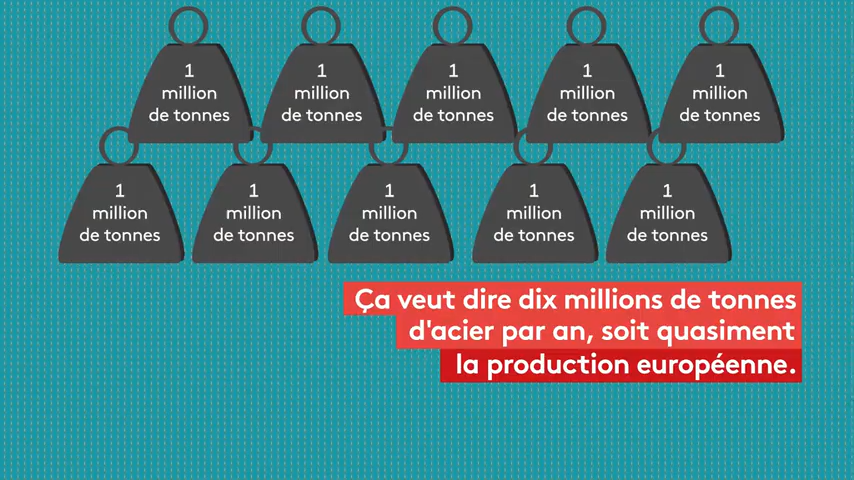 1
million
de tonnes
1
million
de tonnes
1
million
de tonnes
1
million
de tonnes
1
million
de tonnes
1
million
de tonnes
1
million
de tonnes
1
million
de tonnes
1
million
de tonnes
1
million
de tonnes
Ça veut dire dix millions de tonnes
d'acier par an, soit quasiment
la production européenne.